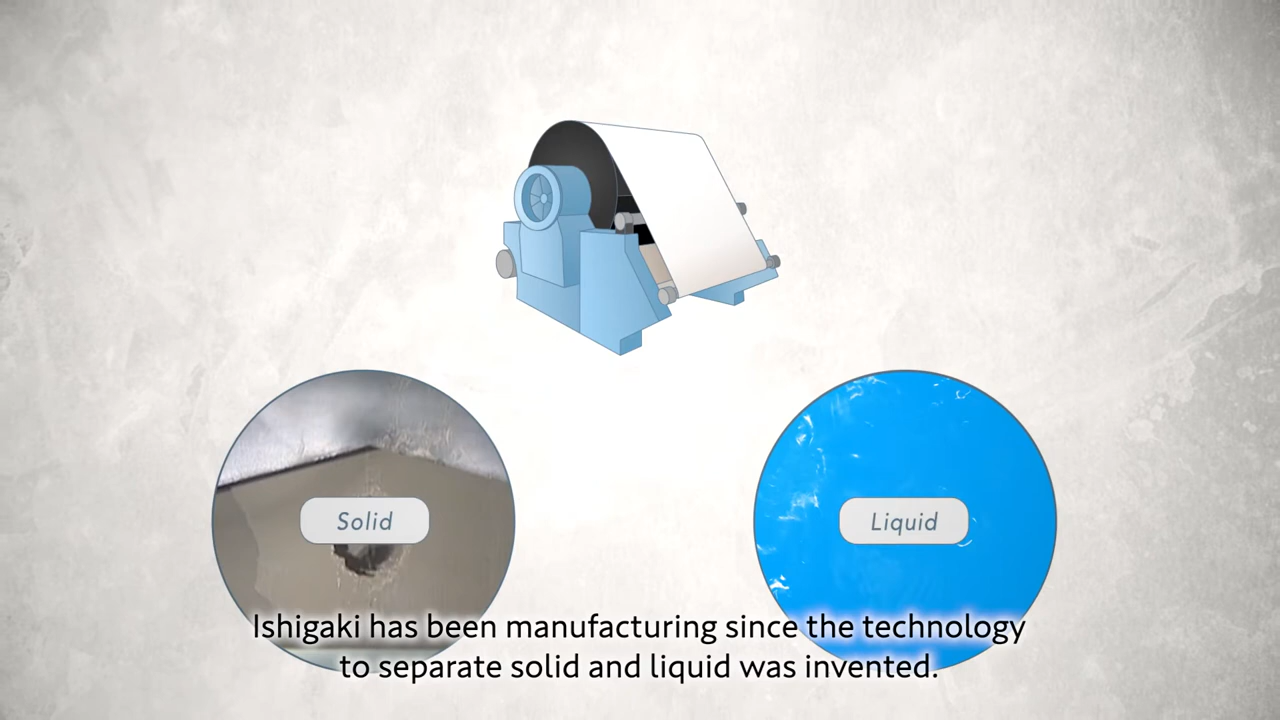 Solid
Liquid
Ishigaki has been manufacturing since the technology
to separate solid and liquid was invented.